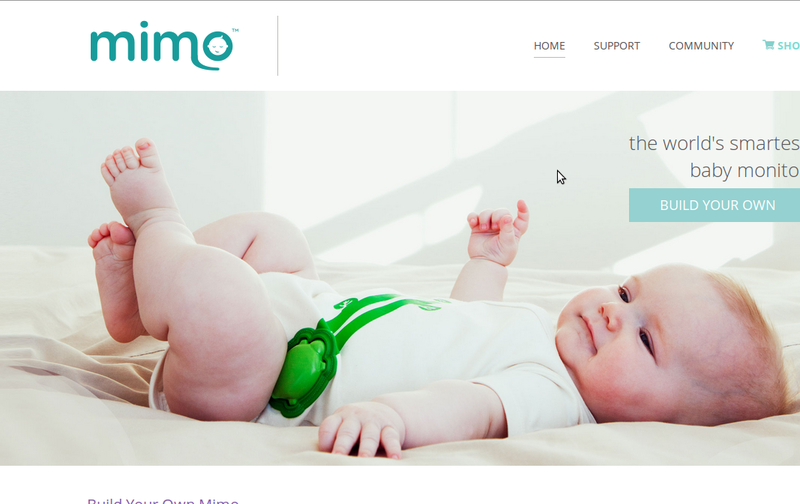 mimo™
HOME SUPPORT COMMUNITY SHO
the world's smartes
baby monito
BUILD YOUR OWN
Build Your Own Mimo